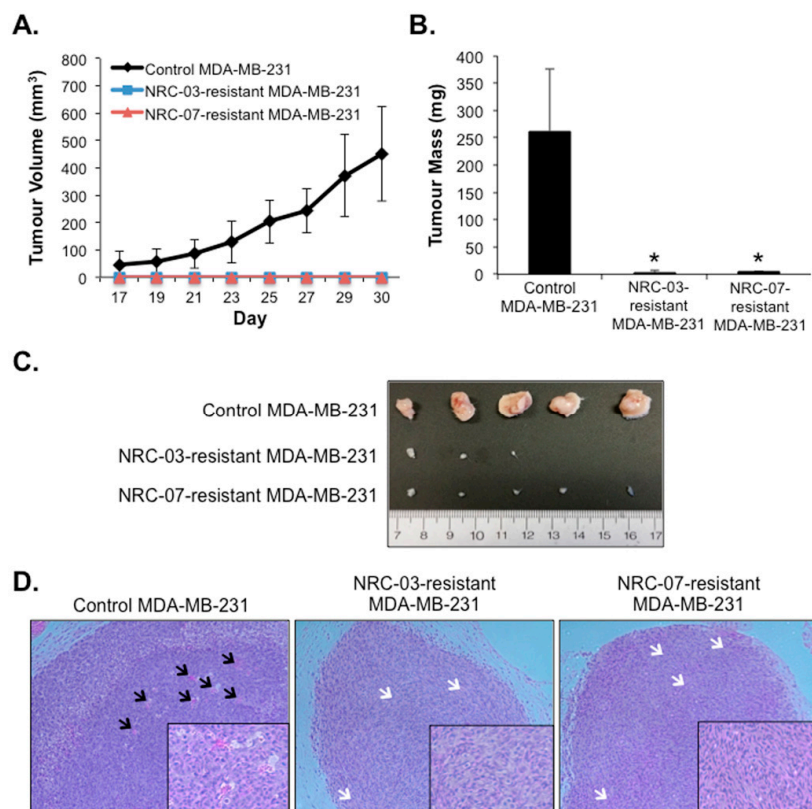 A.
Control MDA-MB-231
NRC-03-resistant MDA-MB-231
NRC-07-resistant MDA-MB-231
Tumour Volume (mm³)
800
700
600
500
400
300
200
100
0
17 19 21 23 25 27 29 30
Day
B.
Tumour Mass (mg)
400
350
300
250
200
150
100
50
0
* *
Control
MDA-MB-231
NRC-03-
resistant
MDA-MB-231
NRC-07-
resistant
MDA-MB-231
C.
Control MDA-MB-231
NRC-03-resistant MDA-MB-231
NRC-07-resistant MDA-MB-231
7 8 9 10 11 12 13 14 15 16 17
D.
Control MDA-MB-231
NRC-03-resistant
MDA-MB-231
NRC-07-resistant
MDA-MB-231